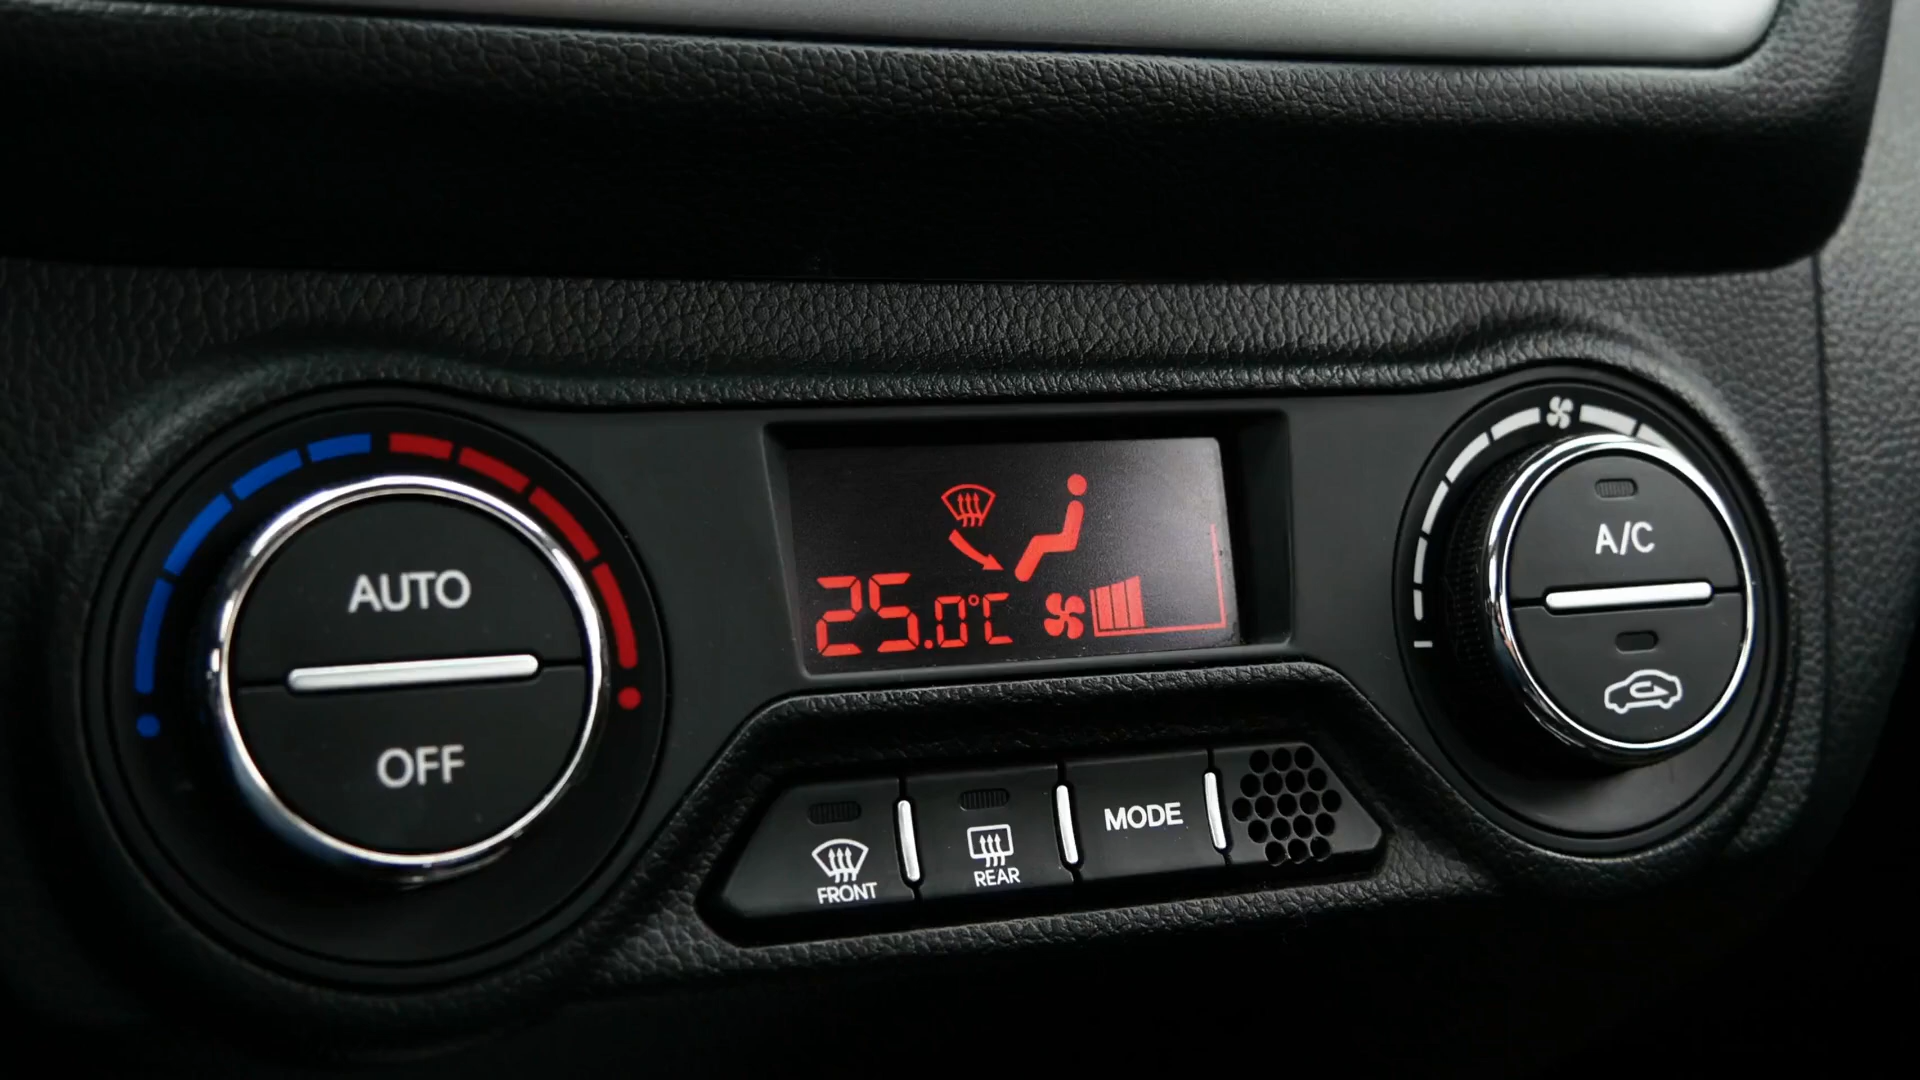 AUTO
OFF
25.0°C
A/C
FRONT
REAR
MODE